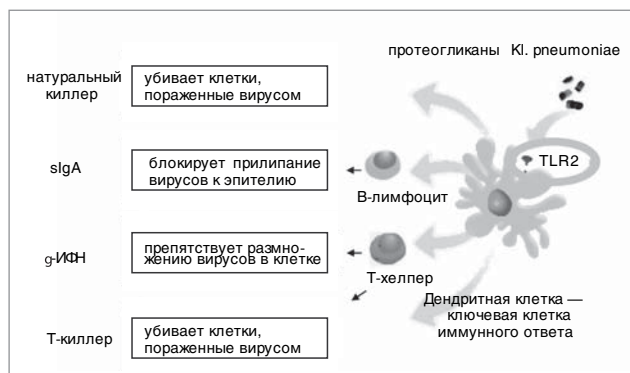 протеогликаны Kl. pneumoniae
натуральный
киллер
убивает клетки,
пораженные вирусом
TLR2
sIgA
блокирует прилипание
вирусов к эпителию
В-лимфоцит
g-ИФН
препятствует размно-
жению вирусов в клетке
Т-хелпер
Дендритная клетка —
ключевая клетка
иммунного ответа
Т-киллер
убивает клетки,
пораженные вирусом